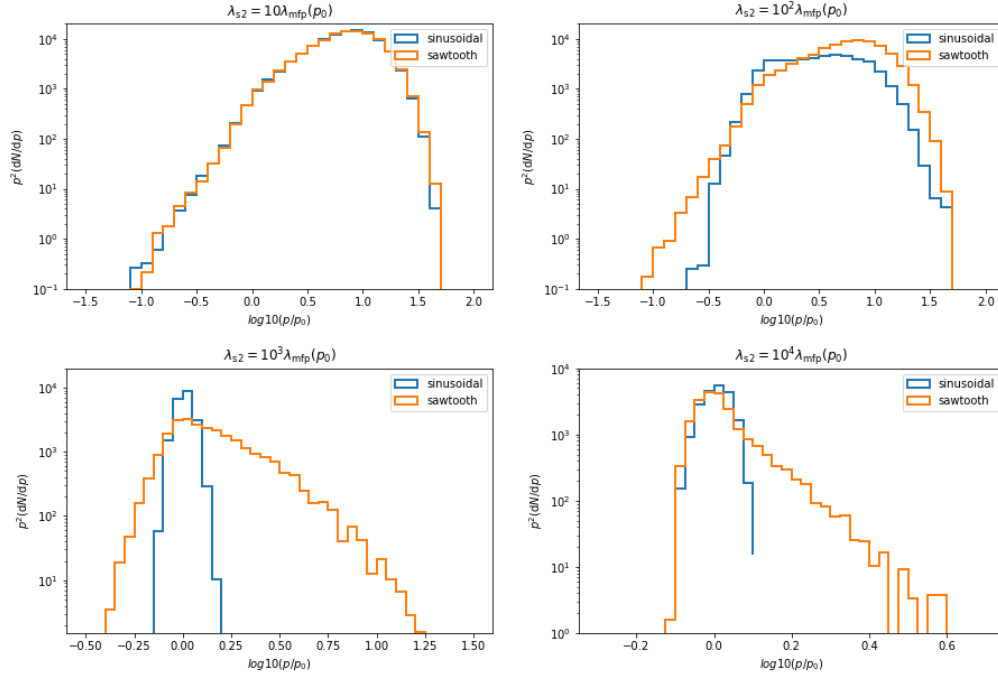 λs2 = 10λmfp(p0)
p²(dN/dp)
10⁴
10³
10²
10¹
10⁰
10⁻¹
sinusoidal
sawtooth
−1.5 −1.0 −0.5 0.0 0.5 1.0 1.5 2.0
log10(p/p0)
λs2 = 10²λmfp(p0)
p²(dN/dp)
10⁴
10³
10²
10¹
10⁰
10⁻¹
sinusoidal
sawtooth
−1.5 −1.0 −0.5 0.0 0.5 1.0 1.5 2.0
log10(p/p0)
λs2 = 10³λmfp(p0)
p²(dN/dp)
10⁴
10³
10²
10¹
sinusoidal
sawtooth
−0.50 −0.25 0.00 0.25 0.50 0.75 1.00 1.25 1.50
log10(p/p0)
λs2 = 10⁴λmfp(p0)
p²(dN/dp)
10⁴
10³
10²
10¹
10⁰
sinusoidal
sawtooth
−0.2 0.0 0.2 0.4 0.6
log10(p/p0)